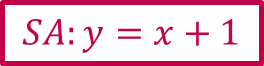 SA: y = x + 1